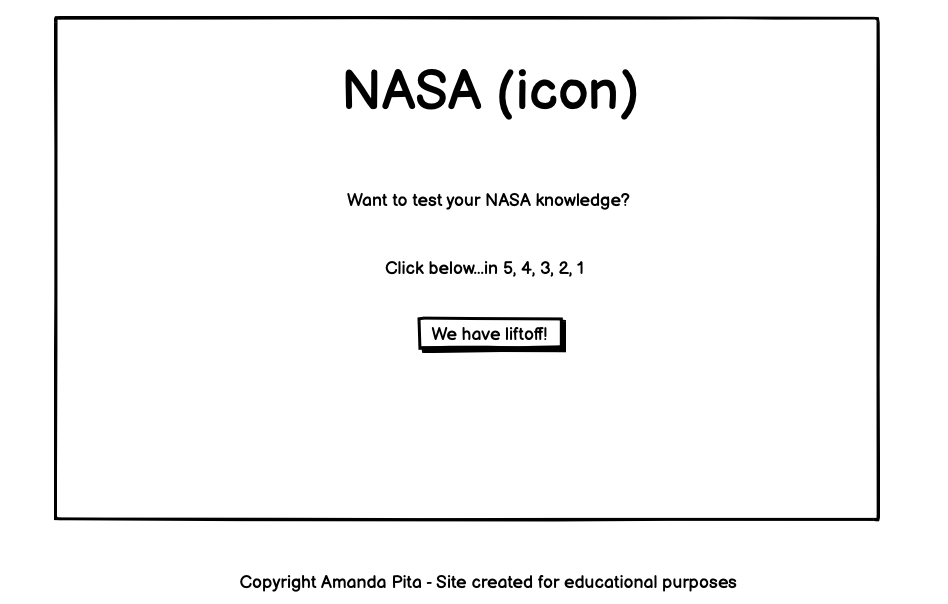 NASA (icon)
Want to test your NASA knowledge?
Click below...in 5, 4, 3, 2, 1
We have liftoff!
Copyright Amanda Pita - Site created for educational purposes